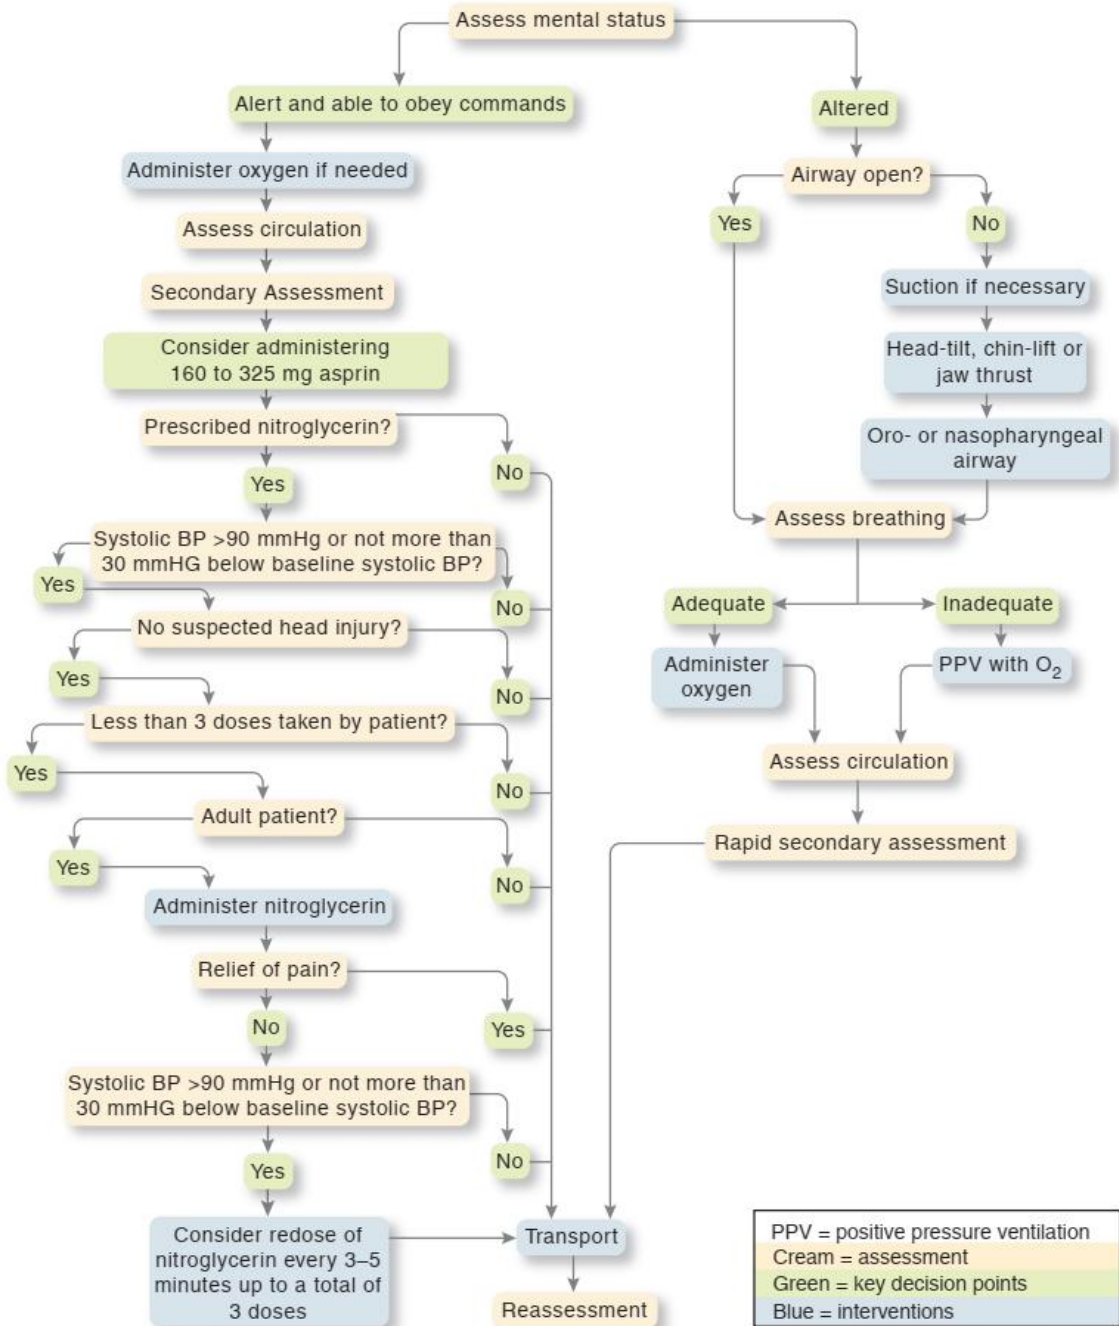 Assess mental status
Alert and able to obey commands
Administer oxygen if needed
Assess circulation
Secondary Assessment
Consider administering
160 to 325 mg asprin
Prescribed nitroglycerin?
No
Yes
Systolic BP >90 mmHg or not more than
30 mmHG below baseline systolic BP?
Yes
No
No suspected head injury?
Yes
No
Less than 3 doses taken by patient?
Yes
No
Adult patient?
Yes
No
Administer nitroglycerin
Relief of pain?
No
Yes
Systolic BP >90 mmHg or not more than
30 mmHG below baseline systolic BP?
No
Yes
Consider redose of
nitroglycerin every 3–5
minutes up to a total of
3 doses
Altered
Airway open?
Yes
No
Suction if necessary
Head-tilt, chin-lift or
jaw thrust
Oro- or nasopharyngeal
airway
Assess breathing
Adequate
Inadequate
Administer
oxygen
PPV with O₂
Assess circulation
Rapid secondary assessment
Transport
Reassessment
PPV = positive pressure ventilation
Cream = assessment
Green = key decision points
Blue = interventions